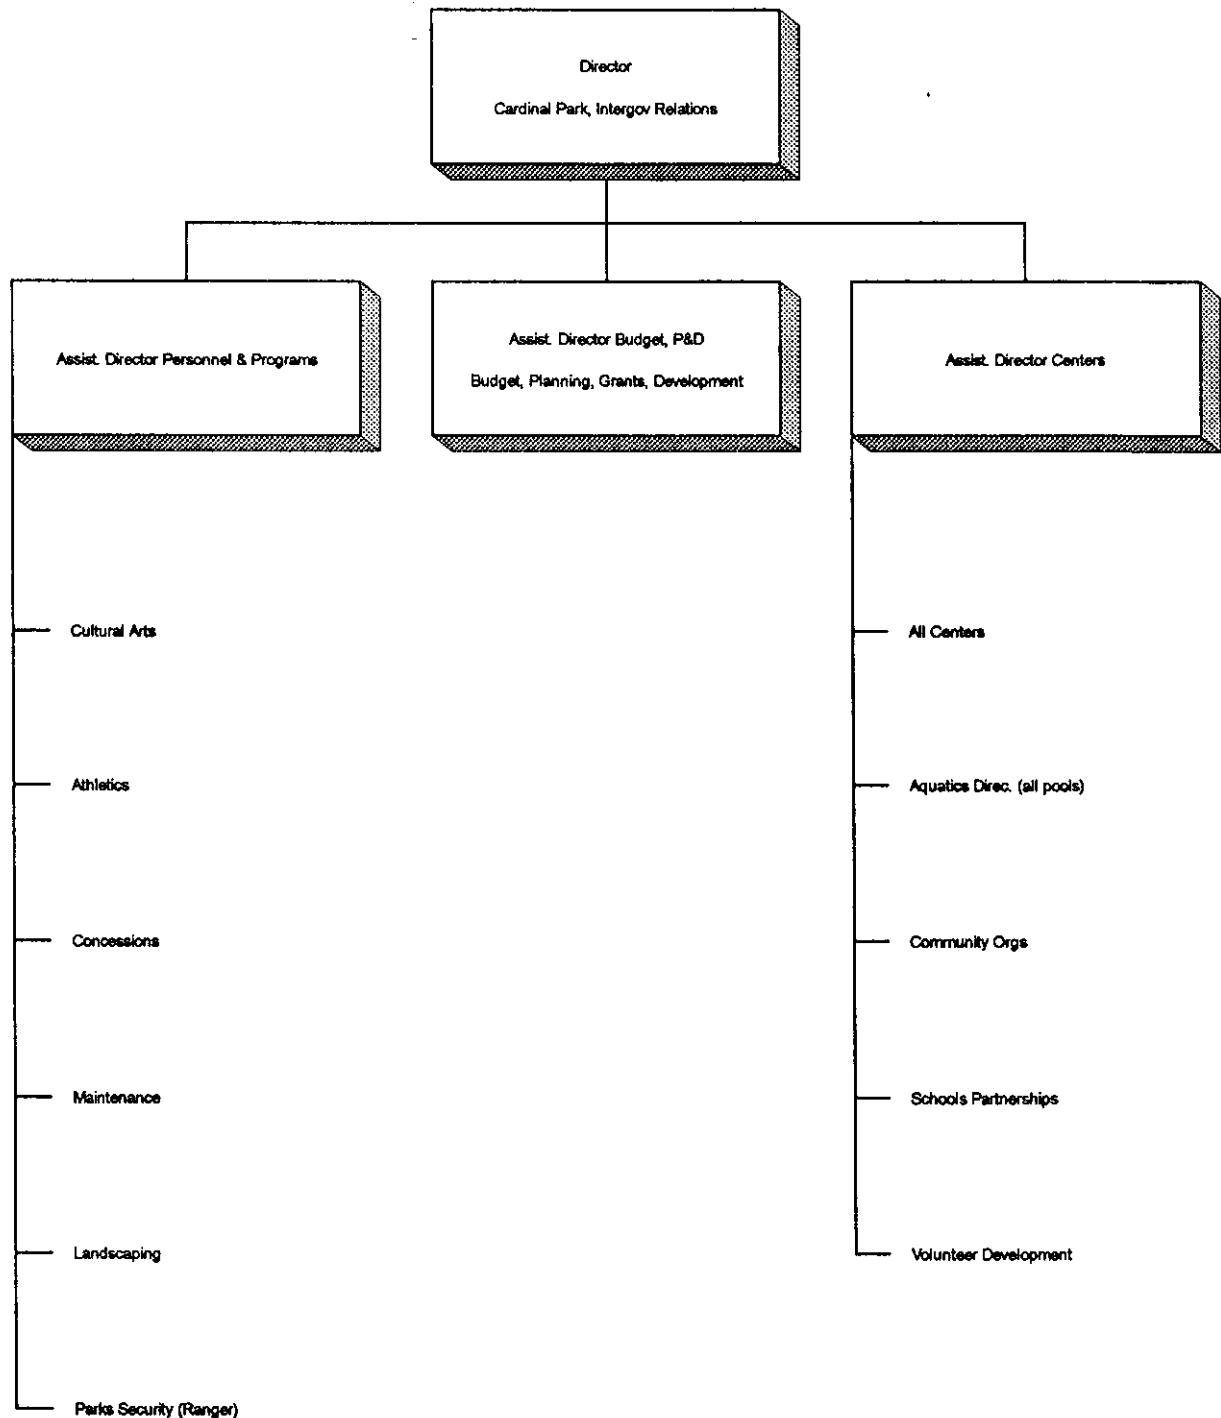 Director
Cardinal Park, Intergov Relations
Assist. Director Personnel & Programs
Assist. Director Budget, P&D
Budget, Planning, Grants, Development
Assist. Director Centers
Cultural Arts
Athletics
Concessions
Maintenance
Landscaping
Parks Security (Ranger)
All Centers
Aquatics Direc. (all pools)
Community Orgs
Schools Partnerships
Volunteer Development